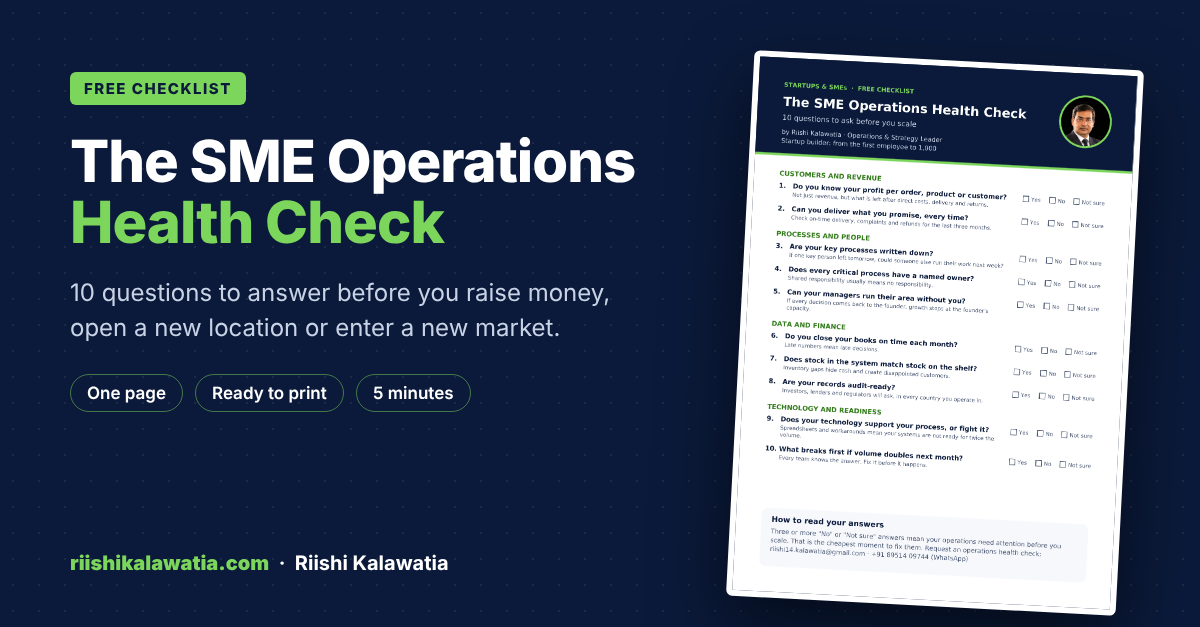 FREE CHECKLIST
The SME Operations
Health Check
10 questions to answer before you raise money,
open a new location or enter a new market.
One page
Ready to print
5 minutes
riishikalawatia.com · Riishi Kalawatia
STARTUPS & SMEs · FREE CHECKLIST
The SME Operations Health Check
10 questions to ask before you scale
by Riishi Kalawatia · Operations & Strategy Leader
Startup builder: from the first employee to 1,000
CUSTOMERS AND REVENUE
1. Do you know your profit per order, product or customer?
Not just revenue, but what is left after direct costs, delivery and returns.
Yes No Not sure
2. Can you deliver what you promise, every time?
Check on-time delivery, complaints and refunds for the last three months.
Yes No Not sure
PROCESSES AND PEOPLE
3. Are your key processes written down?
If one key person left tomorrow, could someone else run their work next week?
Yes No Not sure
4. Does every critical process have a named owner?
Shared responsibility usually means no responsibility.
Yes No Not sure
5. Can your managers run their area without you?
If every decision comes back to the founder, growth stops at the founder's
capacity.
Yes No Not sure
DATA AND FINANCE
6. Do you close your books on time each month?
Late numbers mean late decisions.
Yes No Not sure
7. Does stock in the system match stock on the shelf?
Inventory gaps hide cash and create disappointed customers.
Yes No Not sure
8. Are your records audit-ready?
Investors, lenders and regulators will ask, in every country you operate in.
Yes No Not sure
TECHNOLOGY AND READINESS
9. Does your technology support your process, or fight it?
Spreadsheets and workarounds mean your systems are not ready for twice the
volume.
Yes No Not sure
10. What breaks first if volume doubles next month?
Every team knows the answer. Fix it before it happens.
Yes No Not sure
How to read your answers
Three or more "No" or "Not sure" answers mean your operations need attention before you
scale. That is the cheapest moment to fix them. Request an operations health check:
riishi14.kalawatia@gmail.com · +91 89514 09744 (WhatsApp)